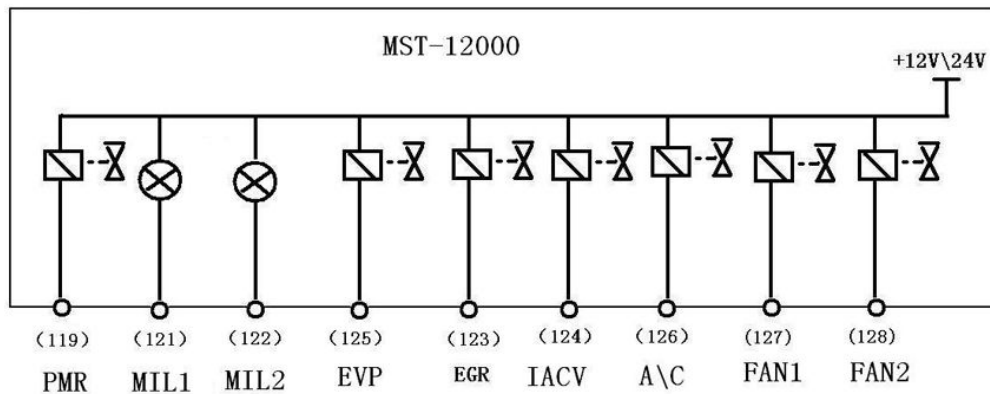 MST-12000
+12V\24V
(119) (121) (122) (125) (123) (124) (126) (127) (128)
PMR MIL1 MIL2 EVP EGR IACV A\C FAN1 FAN2